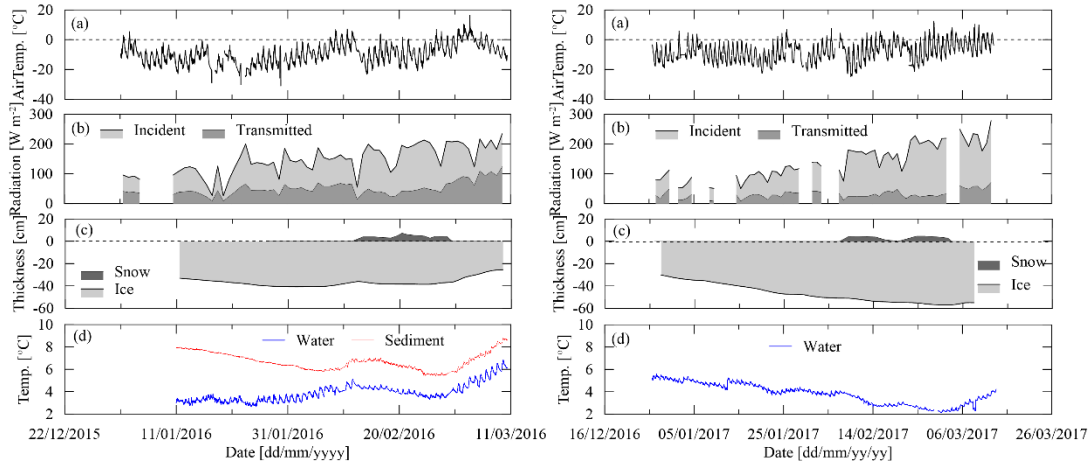 (a)
AirTemp. [°C]
20
0
-20
-40
(b)
Incident
Transmitted
Radiation [W m⁻²]
300
200
100
0
(c)
Snow
Ice
Thickness [cm]
20
0
-20
-40
-60
(d)
Water
Sediment
Temp. [°C]
10
8
6
4
2
22/12/2015
11/01/2016
31/01/2016
20/02/2016
11/03/2016
Date [dd/mm/yyyy]
(a)
AirTemp. [°C]
20
0
-20
-40
(b)
Incident
Transmitted
Radiation [W m⁻²]
300
200
100
0
(c)
Snow
Ice
Thickness [cm]
20
0
-20
-40
-60
(d)
Water
Temp. [°C]
10
8
6
4
2
16/12/2016
05/01/2017
25/01/2017
14/02/2017
06/03/2017
26/03/2017
Date [dd/mm/yy/yy]